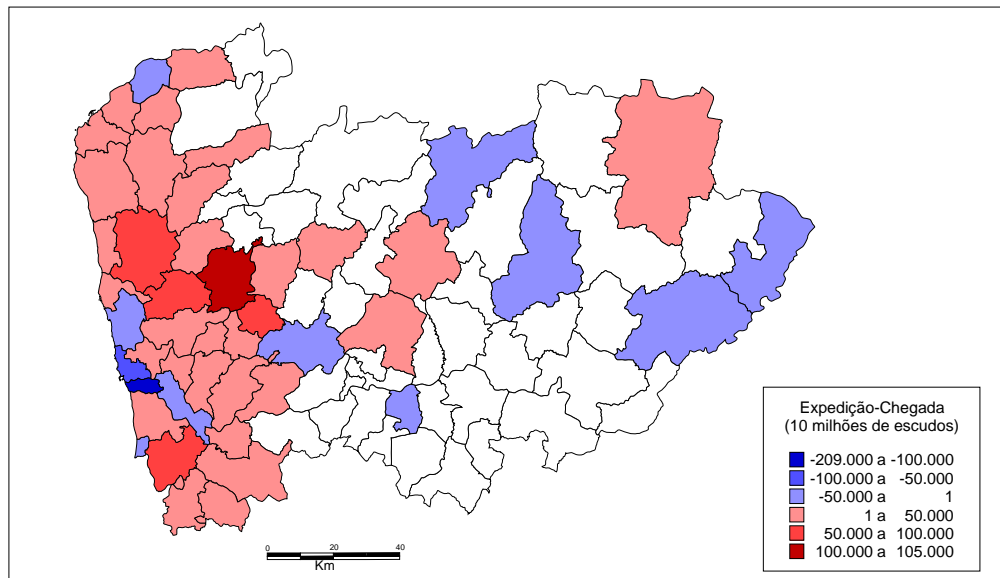 Expedição-Chegada
(10 milhões de escudos)
-209.000 a -100.000
-100.000 a -50.000
-50.000 a 1
1 a 50.000
50.000 a 100.000
100.000 a 105.000
0 20 40
Km